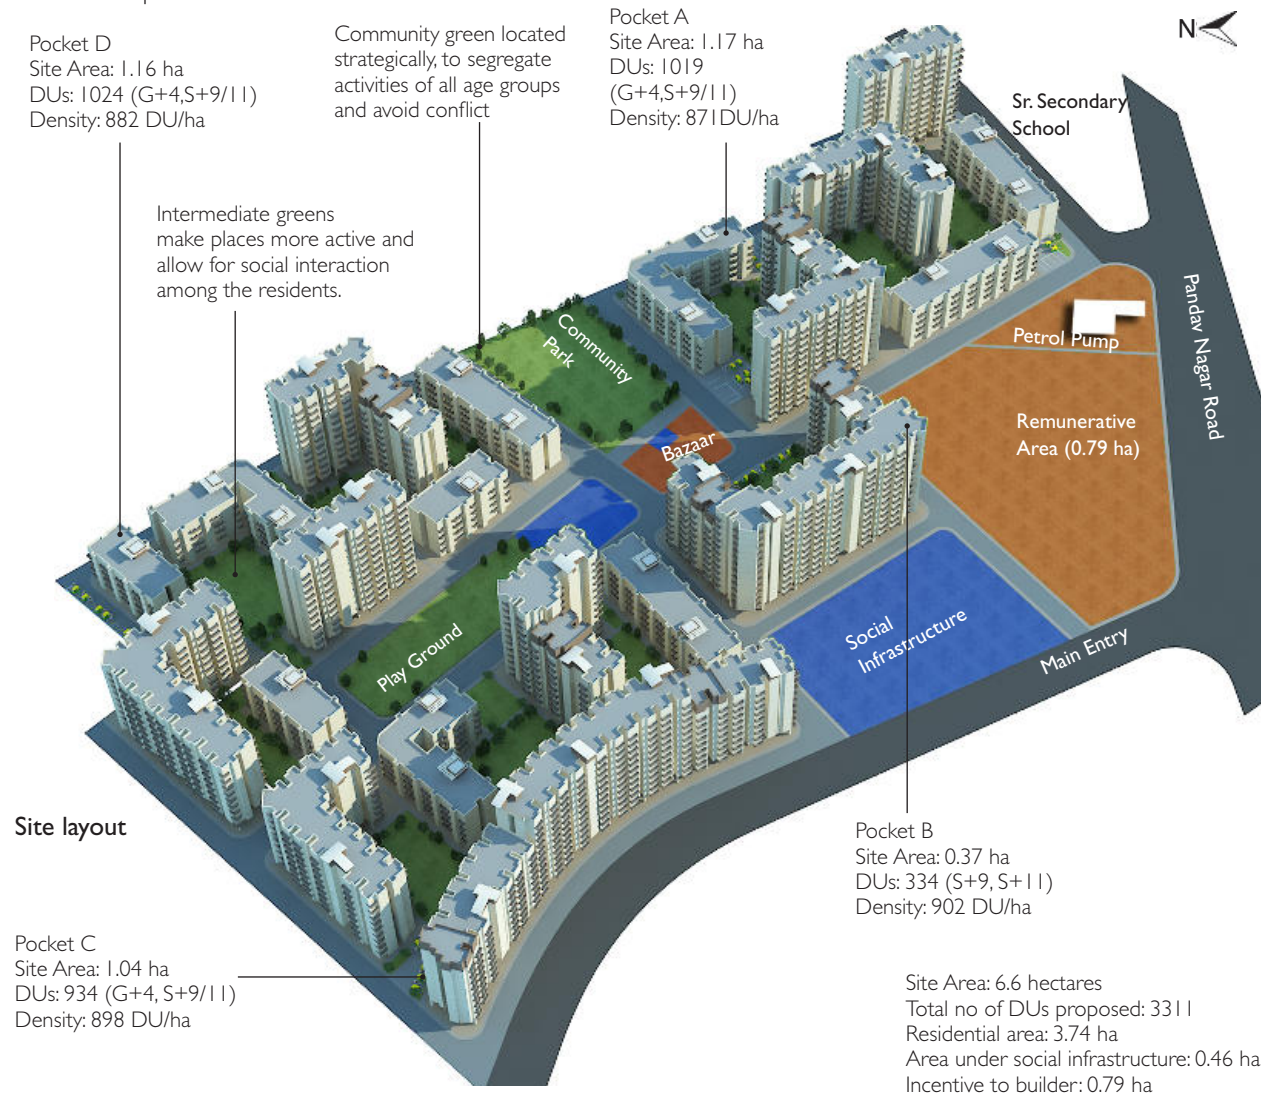 Pocket D
Site Area: 1.16 ha
DUs: 1024 (G+4,S+9/11)
Density: 882 DU/ha
Community green located
strategically, to segregate
activities of all age groups
and avoid conflict
Pocket A
Site Area: 1.17 ha
DUs: 1019
(G+4,S+9/11)
Density: 871DU/ha
N
Sr. Secondary
School
Intermediate greens
make places more active and
allow for social interaction
among the residents.
Community
Park
Petrol Pump
Pandav Nagar Road
Remunerative
Area (0.79 ha)
Bazaar
Play Ground
Social
Infrastructure
Main Entry
Site layout
Pocket B
Site Area: 0.37 ha
DUs: 334 (S+9, S+11)
Density: 902 DU/ha
Pocket C
Site Area: 1.04 ha
DUs: 934 (G+4, S+9/11)
Density: 898 DU/ha
Site Area: 6.6 hectares
Total no of DUs proposed: 3311
Residential area: 3.74 ha
Area under social infrastructure: 0.46 ha
Incentive to builder: 0.79 ha